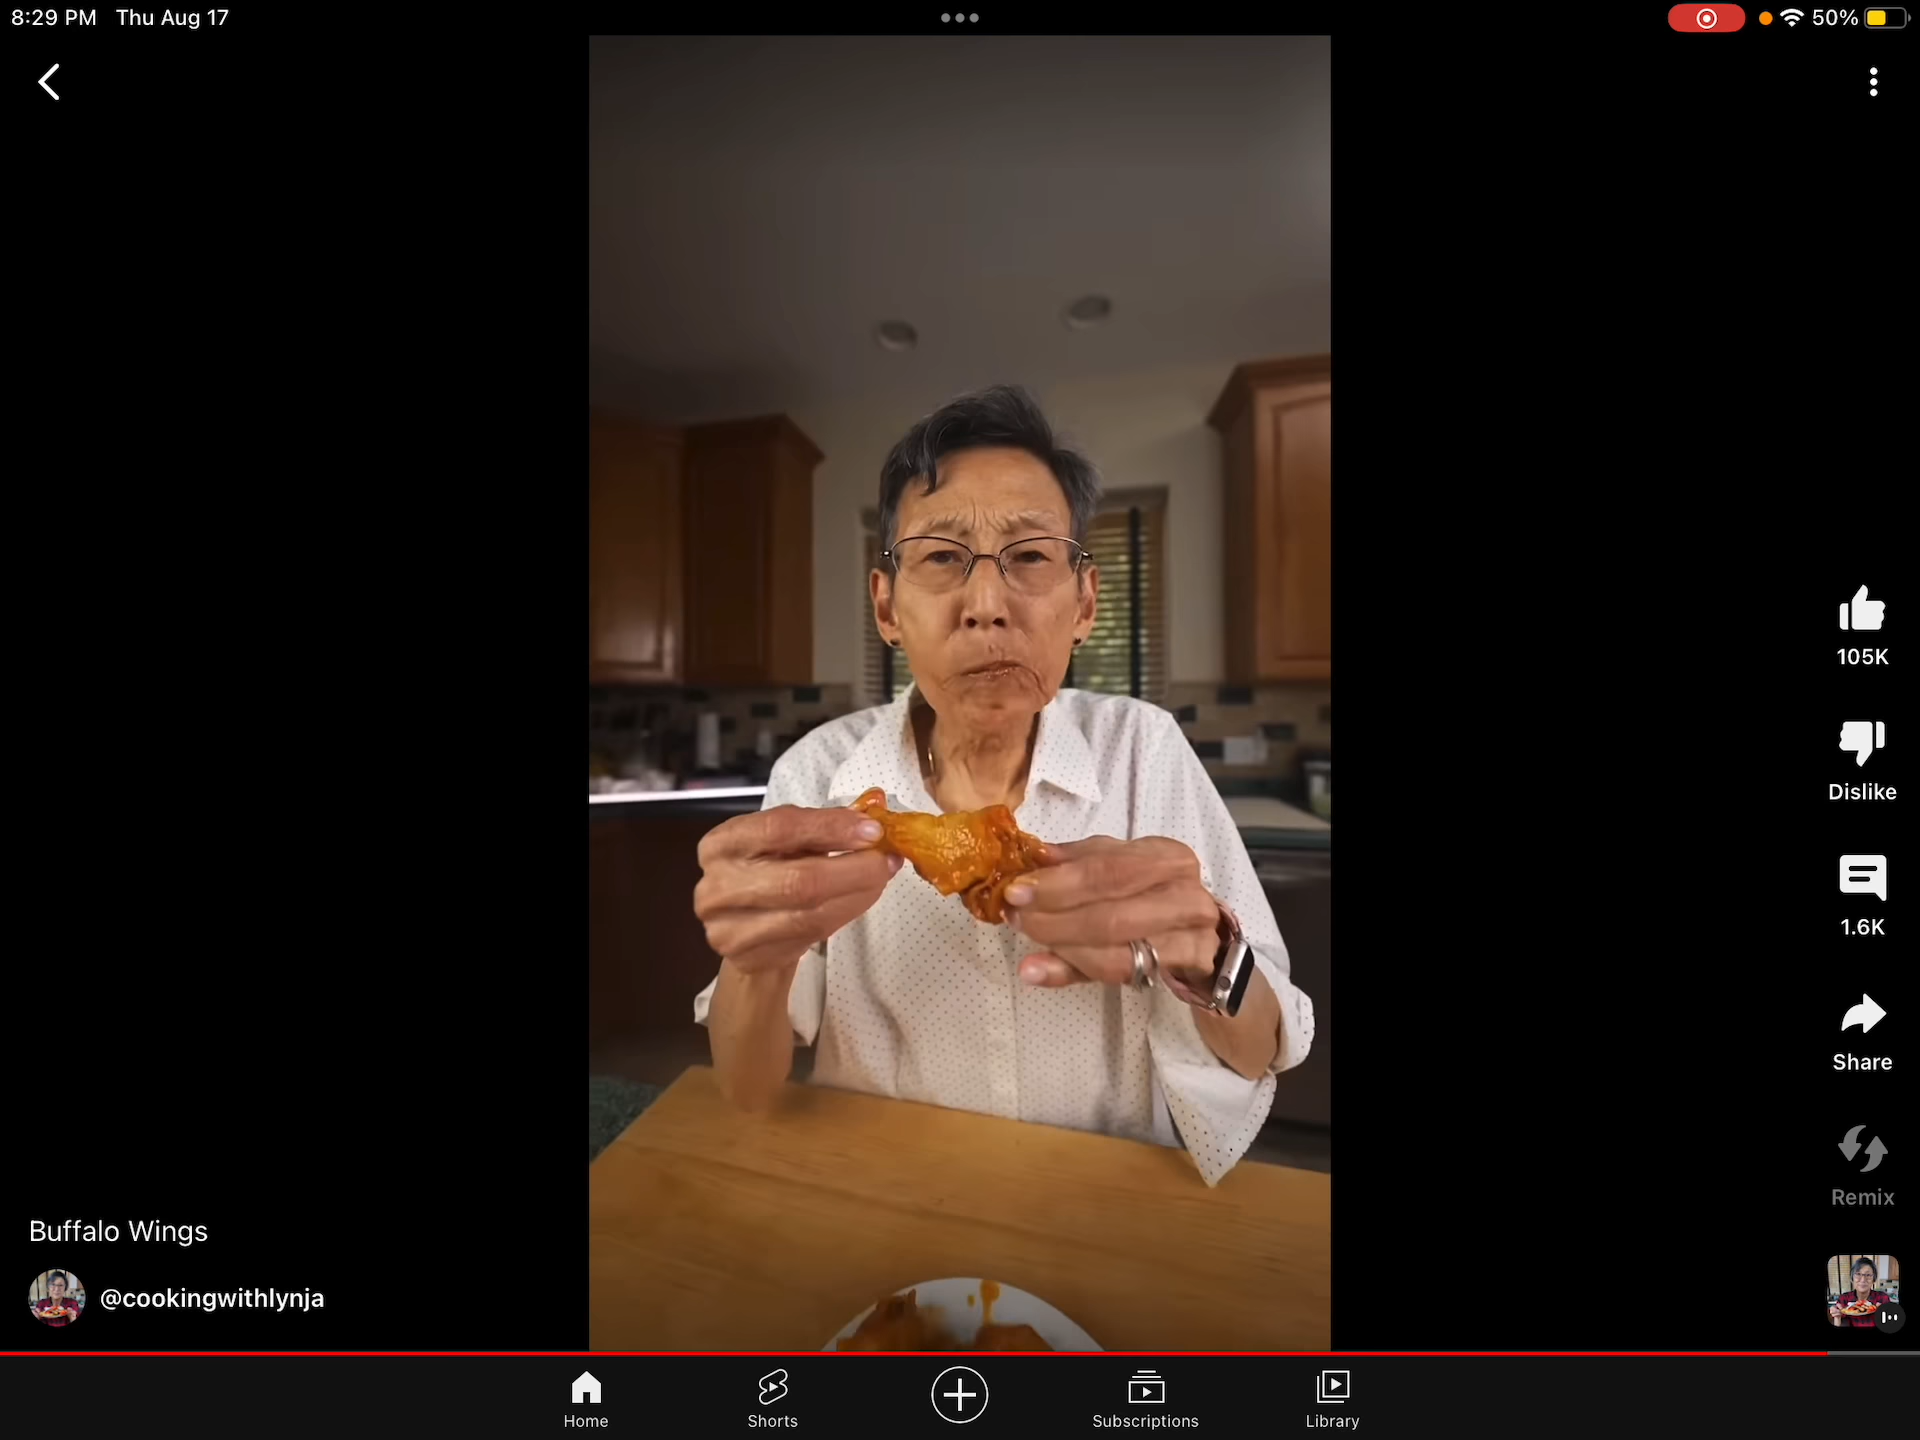 8:29 PM Thu Aug 17
50%
105K
Dislike
1.6K
Share
Remix
Buffalo Wings
@cookingwithlynja
Home
Shorts
Subscriptions
Library